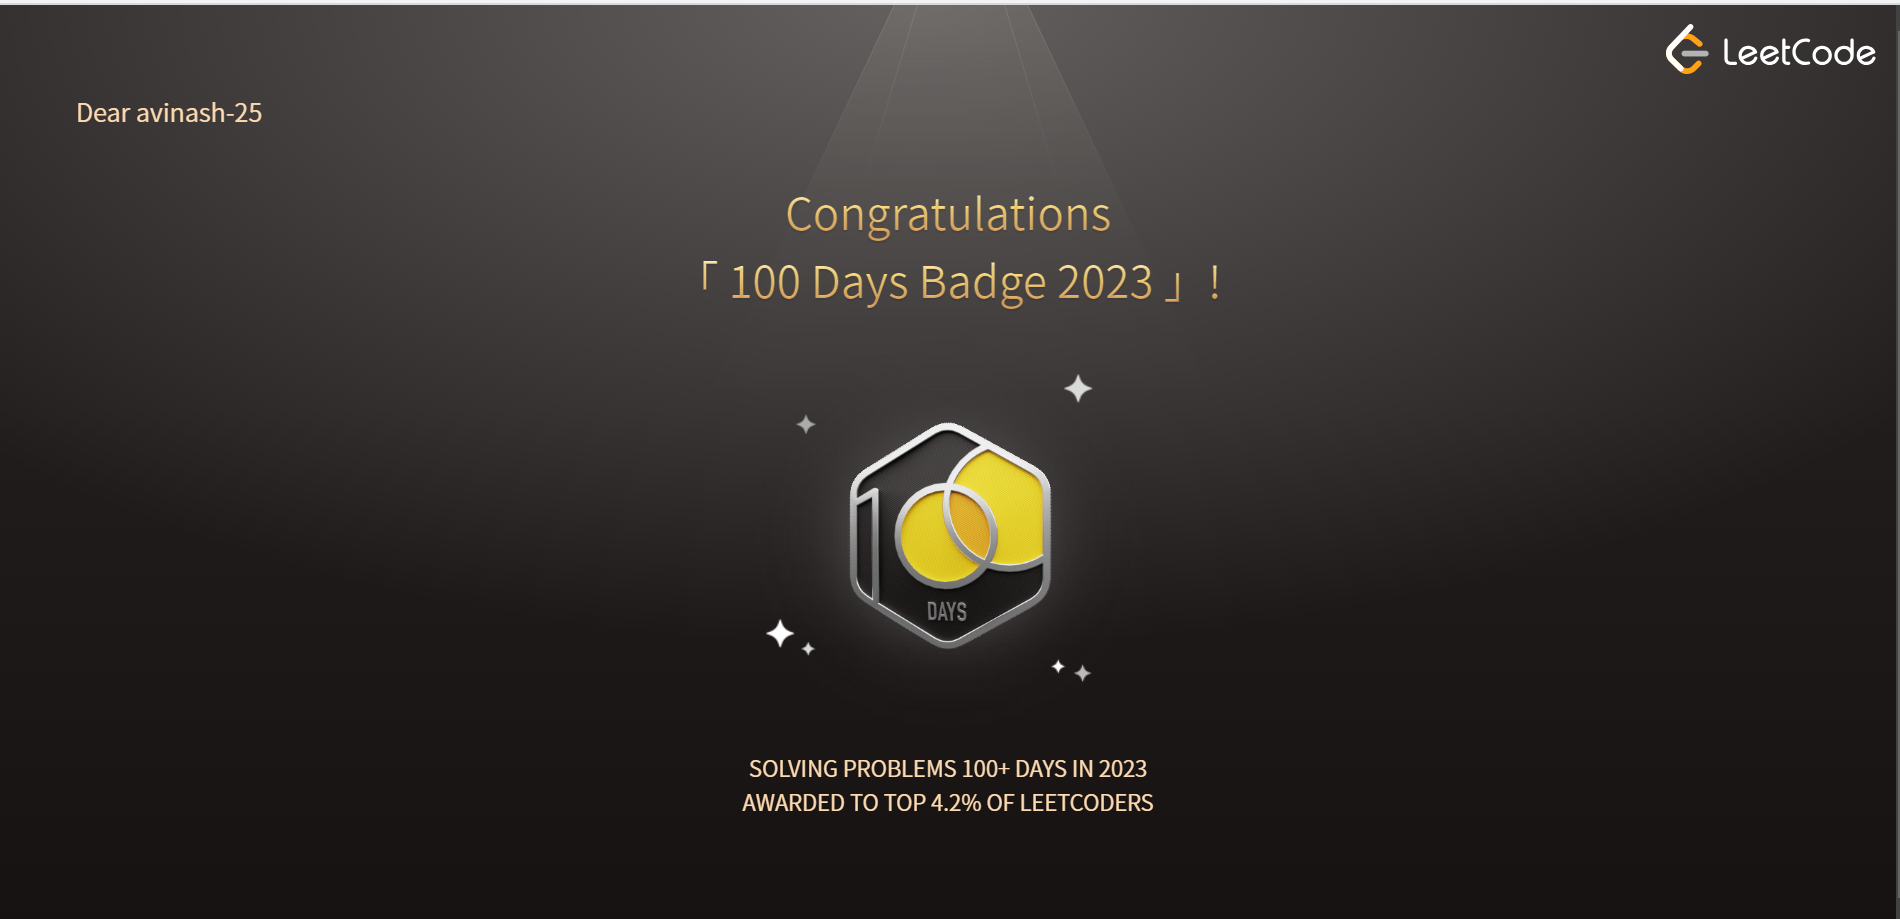 LeetCode
Dear avinash-25
Congratulations
「 100 Days Badge 2023 」 !
100
DAYS
SOLVING PROBLEMS 100+ DAYS IN 2023
AWARDED TO TOP 4.2% OF LEETCODERS